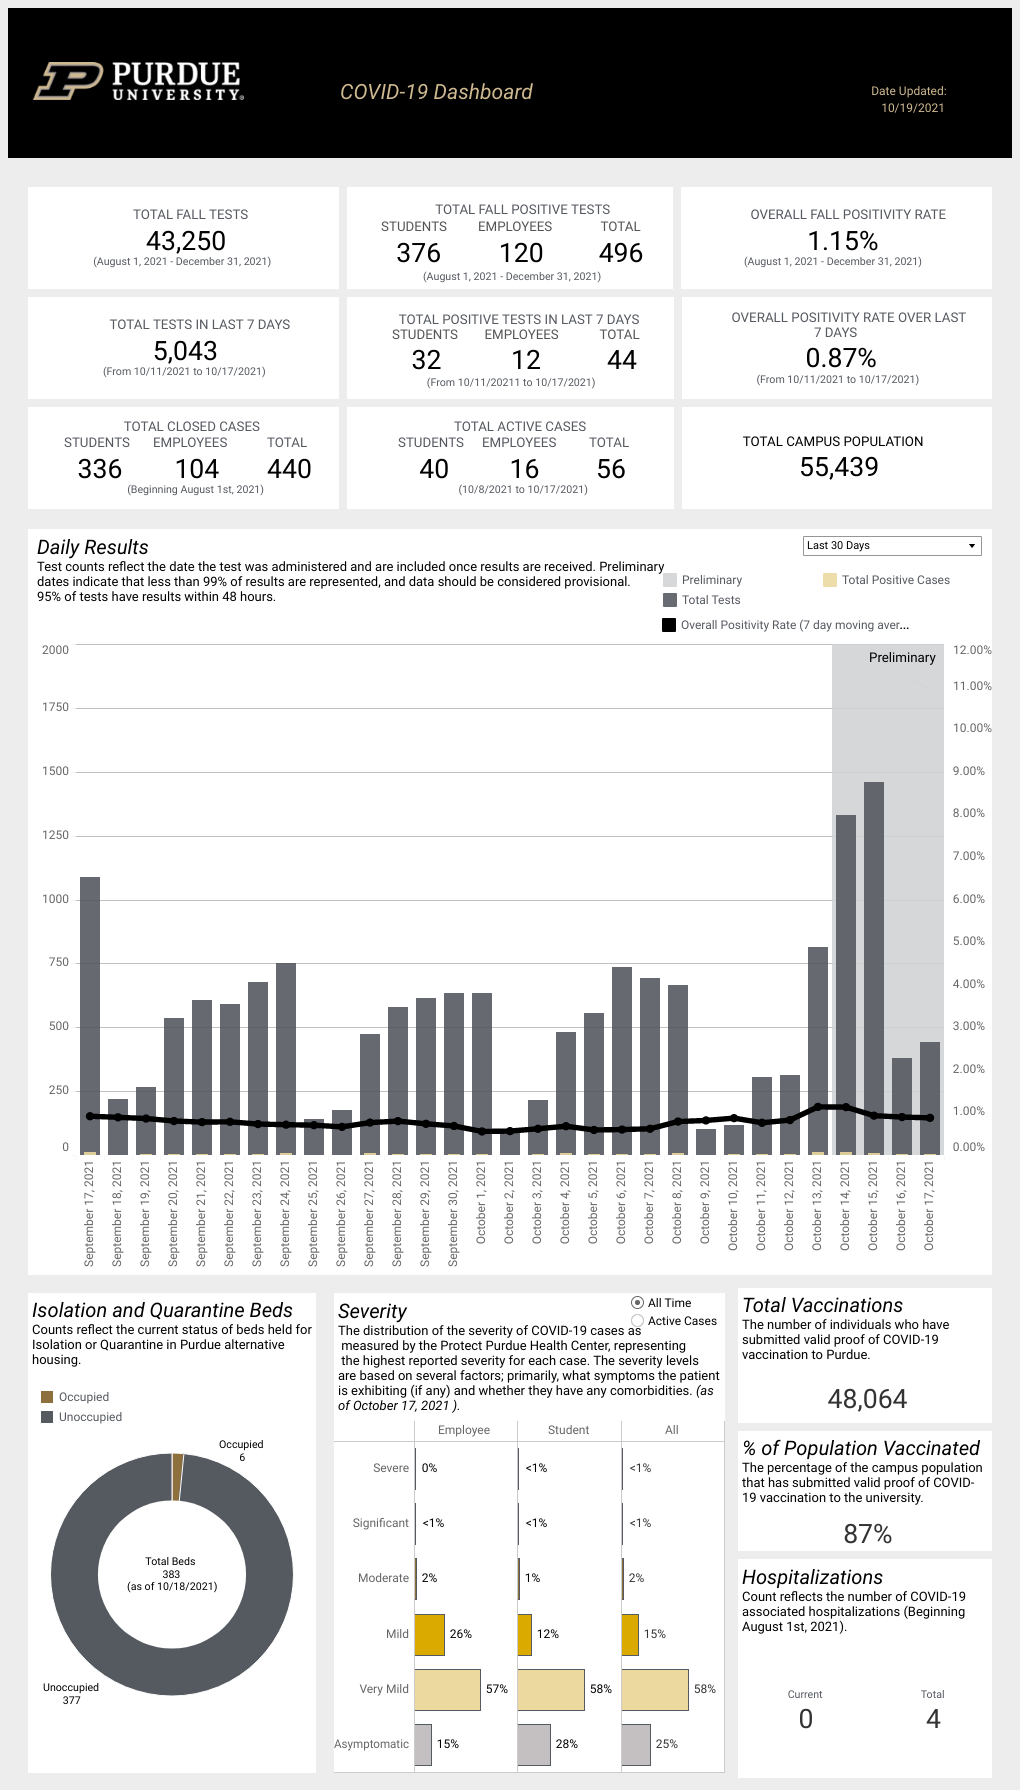 PURDUE
UNIVERSITY®
COVID-19 Dashboard
Date Updated:
10/19/2021
TOTAL FALL TESTS
43,250
(August 1, 2021 - December 31, 2021)
TOTAL FALL POSITIVE TESTS
STUDENTS EMPLOYEES TOTAL
376 120 496
(August 1, 2021 - December 31, 2021)
OVERALL FALL POSITIVITY RATE
1.15%
(August 1, 2021 - December 31, 2021)
TOTAL TESTS IN LAST 7 DAYS
5,043
(From 10/11/2021 to 10/17/2021)
TOTAL POSITIVE TESTS IN LAST 7 DAYS
STUDENTS EMPLOYEES TOTAL
32 12 44
(From 10/11/20211 to 10/17/2021)
OVERALL POSITIVITY RATE OVER LAST
7 DAYS
0.87%
(From 10/11/2021 to 10/17/2021)
TOTAL CLOSED CASES
STUDENTS EMPLOYEES TOTAL
336 104 440
(Beginning August 1st, 2021)
TOTAL ACTIVE CASES
STUDENTS EMPLOYEES TOTAL
40 16 56
(10/8/2021 to 10/17/2021)
TOTAL CAMPUS POPULATION
55,439
Daily Results
Test counts reflect the date the test was administered and are included once results are received. Preliminary
dates indicate that less than 99% of results are represented, and data should be considered provisional.
95% of tests have results within 48 hours.
Last 30 Days
Preliminary
Total Positive Cases
Total Tests
Overall Positivity Rate (7 day moving aver...
Preliminary
2000
1750
1500
1250
1000
750
500
250
0
12.00%
11.00%
10.00%
9.00%
8.00%
7.00%
6.00%
5.00%
4.00%
3.00%
2.00%
1.00%
0.00%
September 17, 2021
September 18, 2021
September 19, 2021
September 20, 2021
September 21, 2021
September 22, 2021
September 23, 2021
September 24, 2021
September 25, 2021
September 26, 2021
September 27, 2021
September 28, 2021
September 29, 2021
September 30, 2021
October 1, 2021
October 2, 2021
October 3, 2021
October 4, 2021
October 5, 2021
October 6, 2021
October 7, 2021
October 8, 2021
October 9, 2021
October 10, 2021
October 11, 2021
October 12, 2021
October 13, 2021
October 14, 2021
October 15, 2021
October 16, 2021
October 17, 2021
Isolation and Quarantine Beds
Counts reflect the current status of beds held for
Isolation or Quarantine in Purdue alternative
housing.
Occupied
Unoccupied
Occupied
6
Total Beds
383
(as of 10/18/2021)
Unoccupied
377
Severity
All Time
Active Cases
The distribution of the severity of COVID-19 cases as
measured by the Protect Purdue Health Center, representing
the highest reported severity for each case. The severity levels
are based on several factors; primarily, what symptoms the patient
is exhibiting (if any) and whether they have any comorbidities. (as
of October 17, 2021 ).
Employee Student All
Severe 0% <1% <1%
Significant <1% <1% <1%
Moderate 2% 1% 2%
Mild 26% 12% 15%
Very Mild 57% 58% 58%
Asymptomatic 15% 28% 25%
Total Vaccinations
The number of individuals who have
submitted valid proof of COVID-19
vaccination to Purdue.
48,064
% of Population Vaccinated
The percentage of the campus population
that has submitted valid proof of COVID-
19 vaccination to the university.
87%
Hospitalizations
Count reflects the number of COVID-19
associated hospitalizations (Beginning
August 1st, 2021).
Current Total
0 4